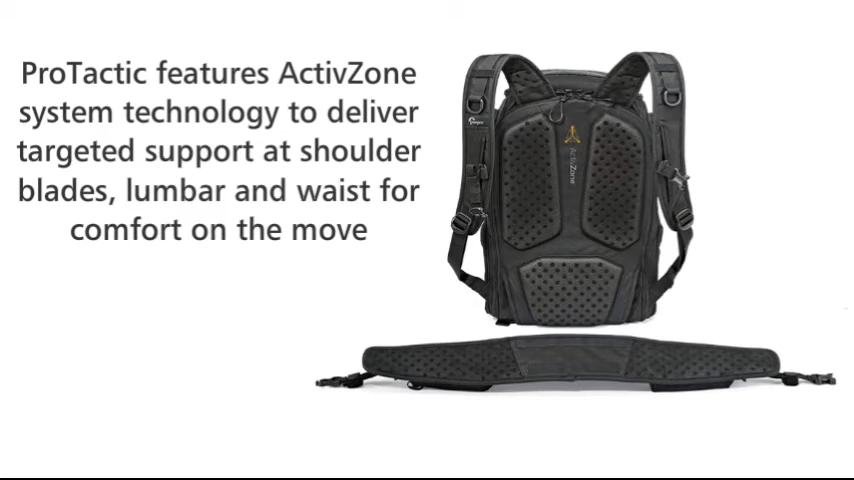 ProTactic features ActivZone
system technology to deliver
targeted support at shoulder
blades, lumbar and waist for
comfort on the move
ActivZone